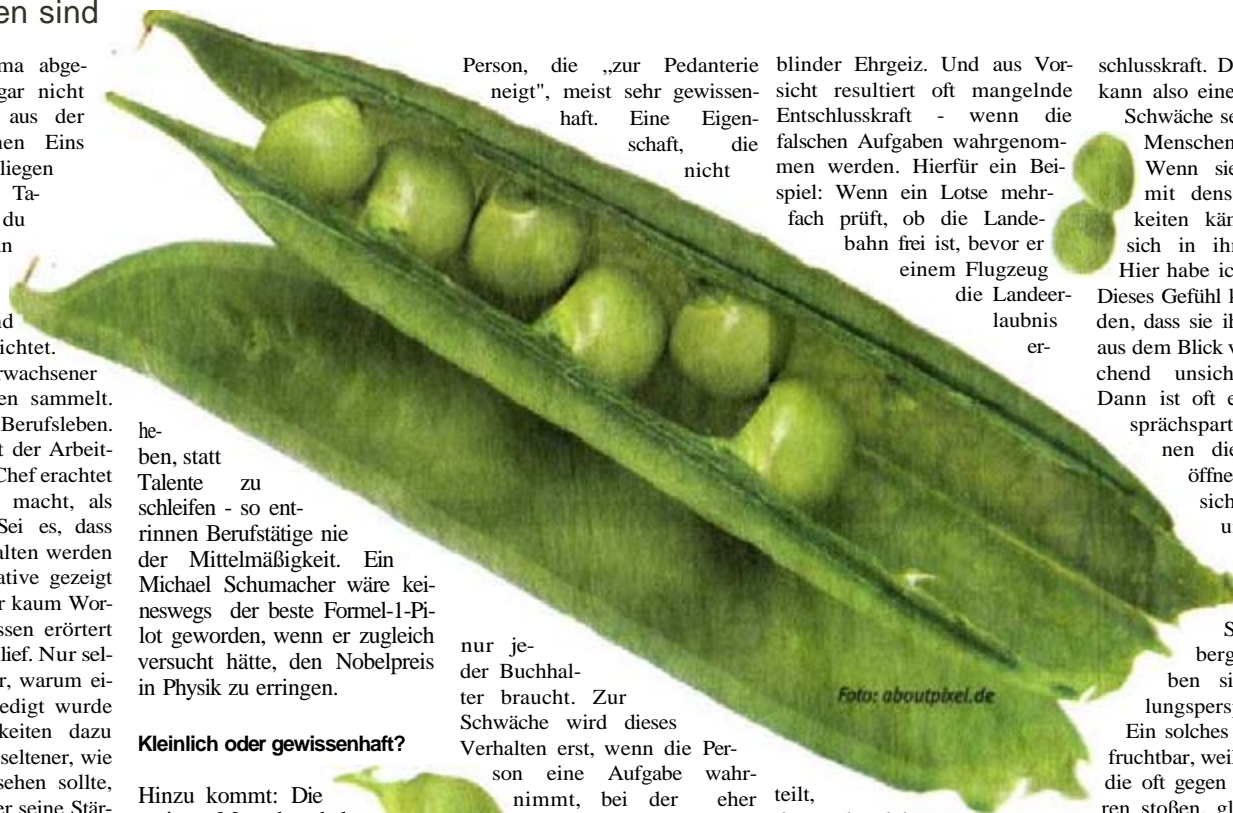 en sind
ma abge-
gar nicht
aus der
nen Eins
liegen
Ta-
du
n
nd
ichtet.
rwachsener
en sammelt.
Berufsleben.
t der Arbeit-
Chef erachtet
macht, als
Sei es, dass
alten werden
ative gezeigt
r kaum Wor-
ssen erörtert
lief. Nur sel-
r, warum ei-
edigt wurde
keiten dazu
seltener, wie
sehen sollte,
er seine Stär-
he-
ben, statt
Talente zu
schleifen - so ent-
rinnen Berufstätige nie
der Mittelmäßigkeit. Ein
Michael Schumacher wäre kei-
neswegs der beste Formel-1-Pi-
lot geworden, wenn er zugleich
versucht hätte, den Nobelpreis
in Physik zu erringen.
Kleinlich oder gewissenhaft?
Hinzu kommt: Die
Person, die „zur Pedanterie
neigt", meist sehr gewissen-
haft. Eine Eigen-
schaft, die
nicht
nur je-
der Buchhal-
ter braucht. Zur
Schwäche wird dieses
Verhalten erst, wenn die Per-
son eine Aufgabe wahr-
nimmt, bei der eher
blinder Ehrgeiz. Und aus Vor-
sicht resultiert oft mangelnde
Entschlusskraft - wenn die
falschen Aufgaben wahrgenom-
men werden. Hierfür ein Bei-
spiel: Wenn ein Lotse mehr-
fach prüft, ob die Lande-
bahn frei ist, bevor er
einem Flugzeug
die Landeer-
laubnis
er-
teilt,
Foto: aboutpixel.de
schlusskraft. D
kann also eine
Schwäche se
Menschen
Wenn sie
mit dens
keiten kän
sich in ihr
Hier habe ic
Dieses Gefühl k
den, dass sie ih
aus dem Blick v
chend unsich
Dann ist oft e
sprächspart
nen die
öffne
sich
u
S
berg
ben si
lungspersp
Ein solches
fruchtbar, weil
die oft gegen
ren stoßen, gl